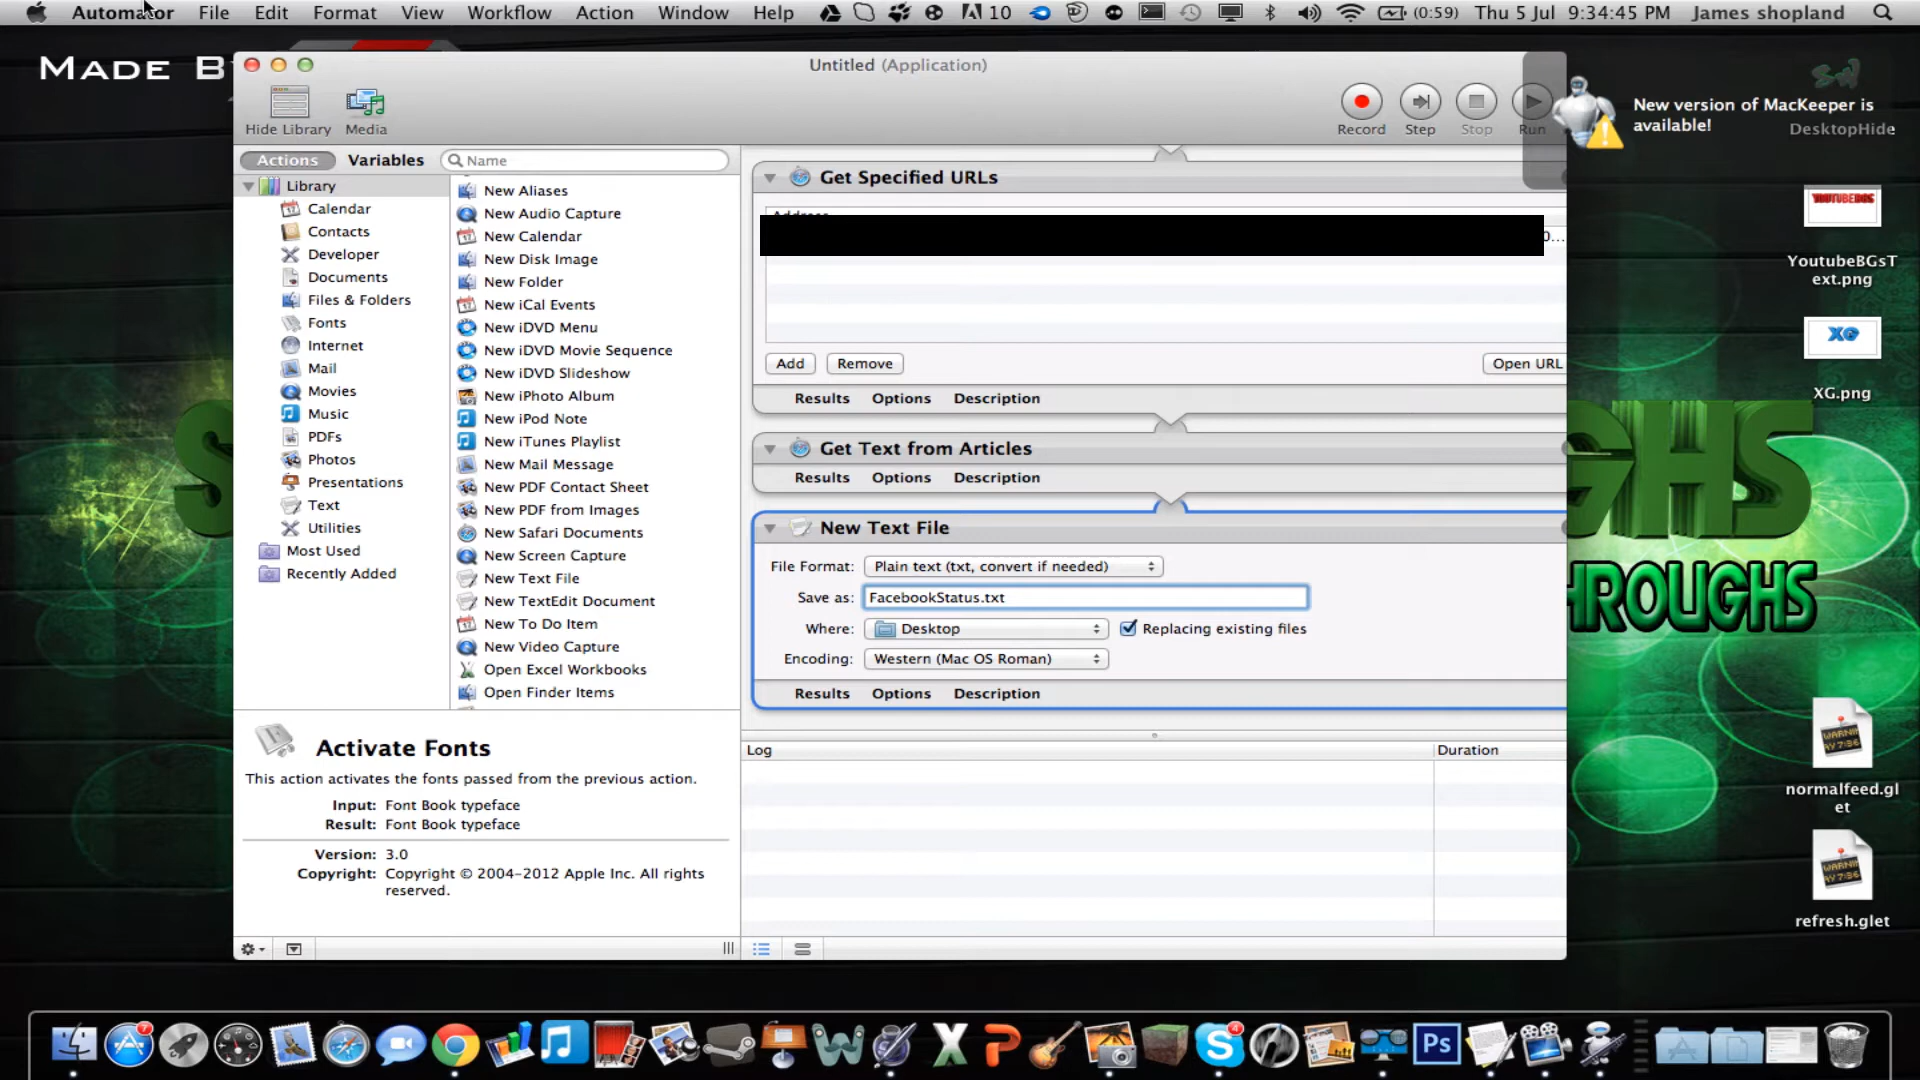 Automator File Edit Format View Workflow Action Window Help 10 (0:59) Thu 5 Jul 9:34:45 PM James shopland
MADE B
Untitled (Application)
Hide Library Media Record Step Stop Run
New version of MacKeeper is
available!
DesktopHide
Actions Variables Name
Library
Calendar
Contacts
Developer
Documents
Files & Folders
Fonts
Internet
Mail
Movies
Music
PDFs
Photos
Presentations
Text
Utilities
Most Used
Recently Added
New Aliases
New Audio Capture
New Calendar
New Disk Image
New Folder
New iCal Events
New iDVD Menu
New iDVD Movie Sequence
New iDVD Slideshow
New iPhoto Album
New iPod Note
New iTunes Playlist
New Mail Message
New PDF Contact Sheet
New PDF from Images
New Safari Documents
New Screen Capture
New Text File
New TextEdit Document
New To Do Item
New Video Capture
Open Excel Workbooks
Open Finder Items
Get Specified URLs
Address
0...
Add Remove Open URL
Results Options Description
Get Text from Articles
Results Options Description
New Text File
File Format: Plain text (txt, convert if needed)
Save as: FacebookStatus.txt
Where: Desktop Replacing existing files
Encoding: Western (Mac OS Roman)
Results Options Description
Log Duration
Activate Fonts
This action activates the fonts passed from the previous action.
Input: Font Book typeface
Result: Font Book typeface
Version: 3.0
Copyright: Copyright © 2004-2012 Apple Inc. All rights
reserved.
YOUTUBEBGS
YoutubeBGsT
ext.png
XG
XG.png
GHS
HROUGHS
normalfeed.gl
et
refresh.glet
7
4
Ps